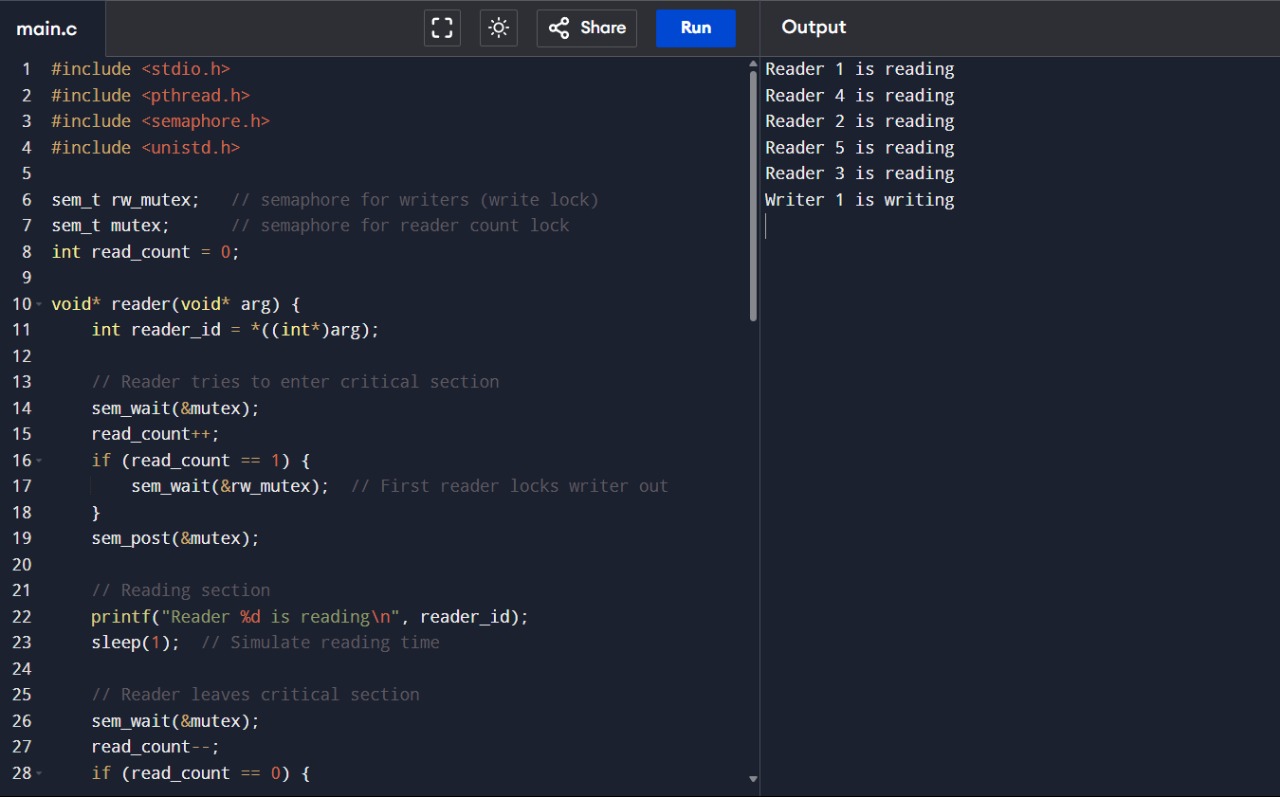 main.c
Share
Run
Output
1 #include <stdio.h>
2 #include <pthread.h>
3 #include <semaphore.h>
4 #include <unistd.h>
5
6 sem_t rw_mutex;   // semaphore for writers (write lock)
7 sem_t mutex;      // semaphore for reader count lock
8 int read_count = 0;
9
10 void* reader(void* arg) {
11     int reader_id = *((int*)arg);
12
13     // Reader tries to enter critical section
14     sem_wait(&mutex);
15     read_count++;
16     if (read_count == 1) {
17         sem_wait(&rw_mutex);  // First reader locks writer out
18     }
19     sem_post(&mutex);
20
21     // Reading section
22     printf("Reader %d is reading\n", reader_id);
23     sleep(1);  // Simulate reading time
24
25     // Reader leaves critical section
26     sem_wait(&mutex);
27     read_count--;
28     if (read_count == 0) {
Reader 1 is reading
Reader 4 is reading
Reader 2 is reading
Reader 5 is reading
Reader 3 is reading
Writer 1 is writing